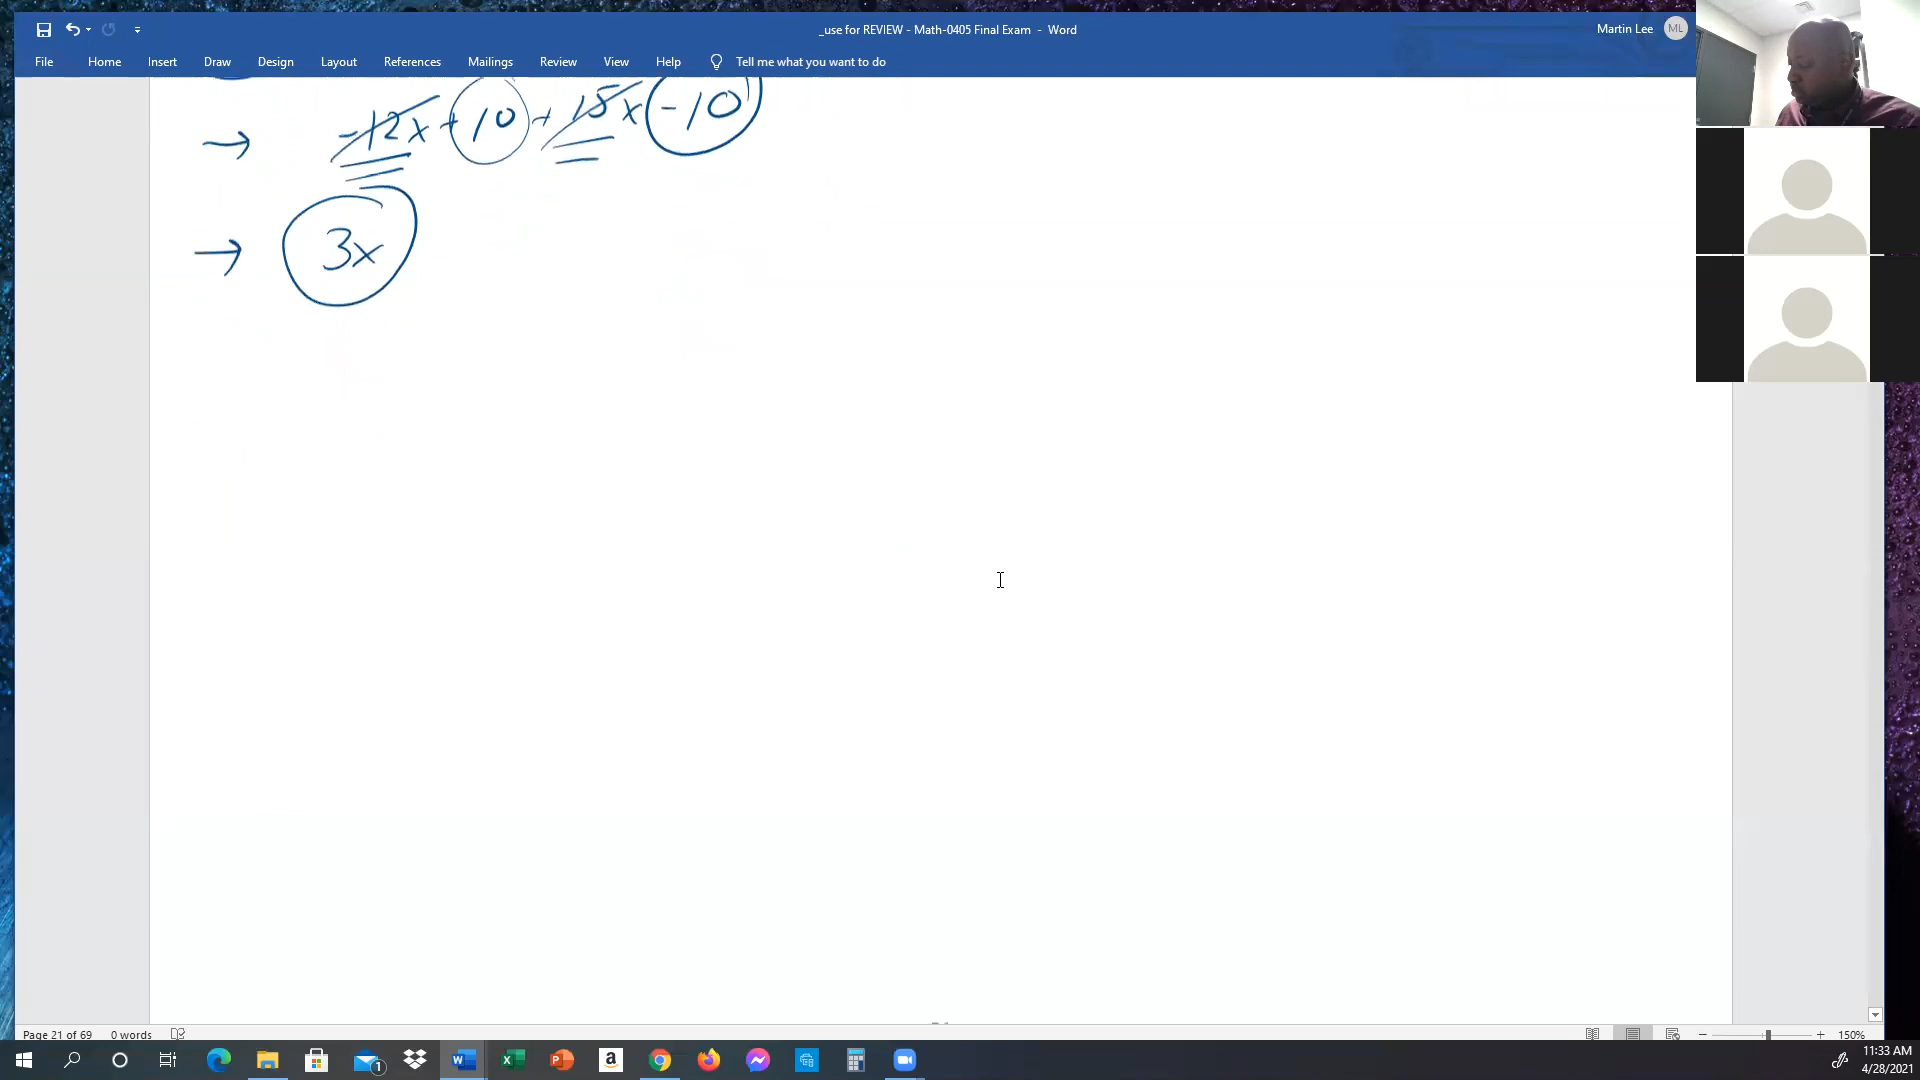 _use for REVIEW - Math-0405 Final Exam - Word
Martin Lee ML
File Home Insert Draw Design Layout References Mailings Review View Help Tell me what you want to do
→ -12x + 10 + 15x - 10
→ 3x
Page 21 of 69 0 words
150%
11:33 AM
4/28/2021